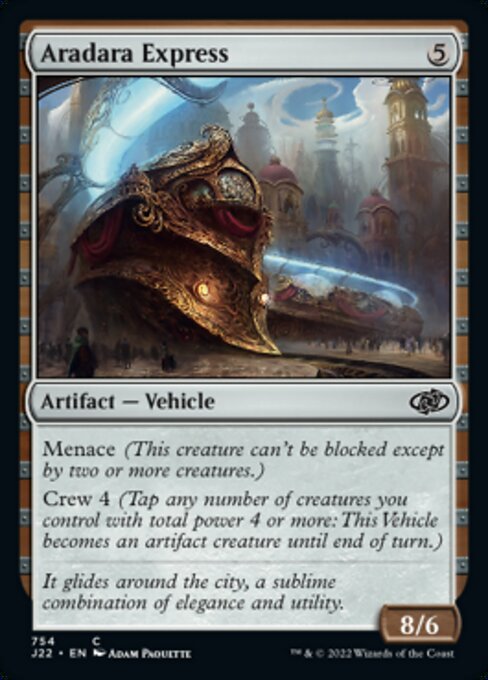 Aradara Express 5
Artifact — Vehicle
Menace (This creature can't be blocked except
by two or more creatures.)
Crew 4 (Tap any number of creatures you
control with total power 4 or more: This Vehicle
becomes an artifact creature until end of turn.)
It glides around the city, a sublime
combination of elegance and utility.
8/6
754 C
J22 • EN Adam Paquette
™ & © 2022 Wizards of the Coast